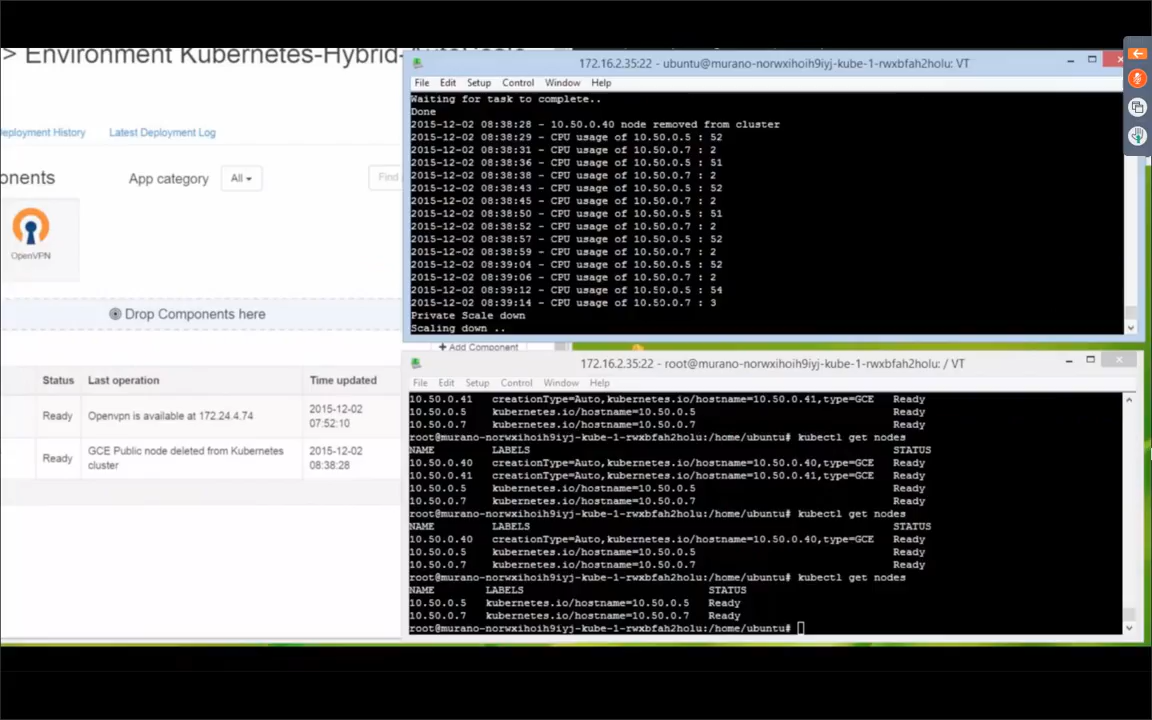 > Environment Kubernetes-Hybrid-
eployment History
Latest Deployment Log
onents
App category
All
Find
OpenVPN
Drop Components here
Add Component
Status Last operation Time updated
Ready Openvpn is available at 172.24.4.74 2015-12-02 07:52:10
Ready GCE Public node deleted from Kubernetes cluster 2015-12-02 08:38:28
172.16.2.35:22 - ubuntu@murano-norwxihoih9iyj-kube-1-rwxbfah2holu: VT
File Edit Setup Control Window Help
Waiting for task to complete..
Done
2015-12-02 08:38:28 - 10.50.0.40 node removed from cluster
2015-12-02 08:38:29 - CPU usage of 10.50.0.5 : 52
2015-12-02 08:38:31 - CPU usage of 10.50.0.7 : 2
2015-12-02 08:38:36 - CPU usage of 10.50.0.5 : 51
2015-12-02 08:38:38 - CPU usage of 10.50.0.7 : 2
2015-12-02 08:38:43 - CPU usage of 10.50.0.5 : 52
2015-12-02 08:38:45 - CPU usage of 10.50.0.7 : 2
2015-12-02 08:38:50 - CPU usage of 10.50.0.5 : 51
2015-12-02 08:38:52 - CPU usage of 10.50.0.7 : 2
2015-12-02 08:38:57 - CPU usage of 10.50.0.5 : 52
2015-12-02 08:38:59 - CPU usage of 10.50.0.7 : 2
2015-12-02 08:39:04 - CPU usage of 10.50.0.5 : 52
2015-12-02 08:39:06 - CPU usage of 10.50.0.7 : 2
2015-12-02 08:39:12 - CPU usage of 10.50.0.5 : 54
2015-12-02 08:39:14 - CPU usage of 10.50.0.7 : 3
Private Scale down
Scaling down ..
172.16.2.35:22 - root@murano-norwxihoih9iyj-kube-1-rwxbfah2holu: / VT
File Edit Setup Control Window Help
10.50.0.41 creationType=Auto,kubernetes.io/hostname=10.50.0.41,type=GCE Ready
10.50.0.5 kubernetes.io/hostname=10.50.0.5 Ready
10.50.0.7 kubernetes.io/hostname=10.50.0.7 Ready
root@murano-norwxihoih9iyj-kube-1-rwxbfah2holu:/home/ubuntu# kubectl get nodes
NAME LABELS STATUS
10.50.0.40 creationType=Auto,kubernetes.io/hostname=10.50.0.40,type=GCE Ready
10.50.0.41 creationType=Auto,kubernetes.io/hostname=10.50.0.41,type=GCE Ready
10.50.0.5 kubernetes.io/hostname=10.50.0.5 Ready
10.50.0.7 kubernetes.io/hostname=10.50.0.7 Ready
root@murano-norwxihoih9iyj-kube-1-rwxbfah2holu:/home/ubuntu# kubectl get nodes
NAME LABELS STATUS
10.50.0.40 creationType=Auto,kubernetes.io/hostname=10.50.0.40,type=GCE Ready
10.50.0.5 kubernetes.io/hostname=10.50.0.5 Ready
10.50.0.7 kubernetes.io/hostname=10.50.0.7 Ready
root@murano-norwxihoih9iyj-kube-1-rwxbfah2holu:/home/ubuntu# kubectl get nodes
NAME LABELS STATUS
10.50.0.5 kubernetes.io/hostname=10.50.0.5 Ready
10.50.0.7 kubernetes.io/hostname=10.50.0.7 Ready
root@murano-norwxihoih9iyj-kube-1-rwxbfah2holu:/home/ubuntu#